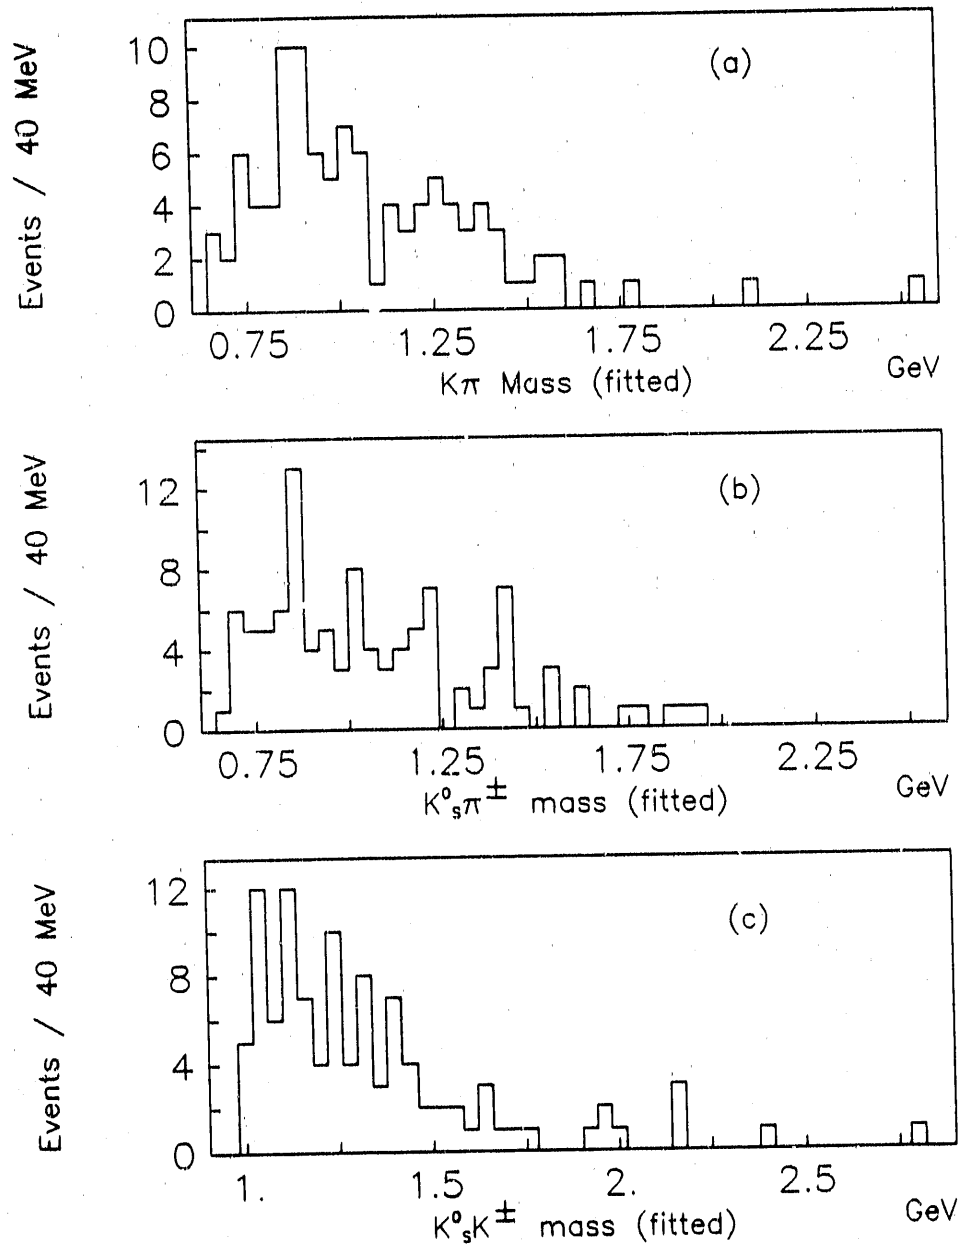 Events / 40 MeV
10
8
6
4
2
0
(a)
0.75 1.25 1.75 2.25
GeV
Kπ Mass (fitted)
Events / 40 MeV
12
8
4
0
(b)
0.75 1.25 1.75 2.25
GeV
K⁰ₛπ± mass (fitted)
Events / 40 MeV
12
8
4
0
(c)
1. 1.5 2. 2.5
GeV
K⁰ₛK± mass (fitted)